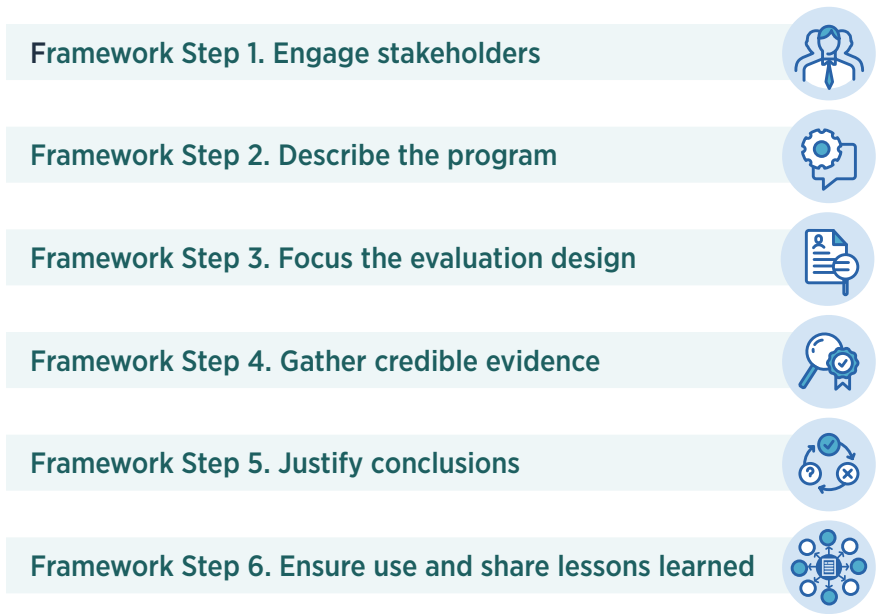 Framework Step 1. Engage stakeholders
Framework Step 2. Describe the program
Framework Step 3. Focus the evaluation design
Framework Step 4. Gather credible evidence
Framework Step 5. Justify conclusions
Framework Step 6. Ensure use and share lessons learned